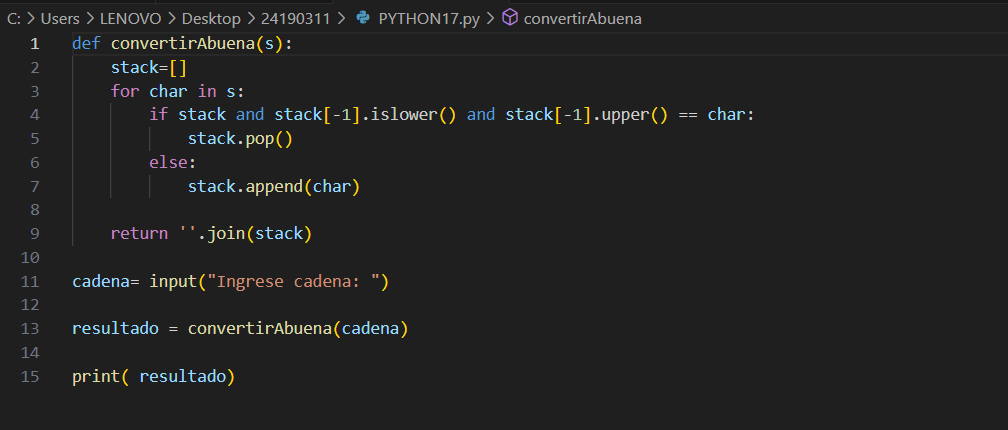 C: > Users > LENOVO > Desktop > 24190311 > PYTHON17.py > convertirAbuena
1 def convertirAbuena(s):
2     stack=[]
3     for char in s:
4         if stack and stack[-1].islower() and stack[-1].upper() == char:
5             stack.pop()
6         else:
7             stack.append(char)
8
9     return ''.join(stack)
10
11 cadena= input("Ingrese cadena: ")
12
13 resultado = convertirAbuena(cadena)
14
15 print( resultado)